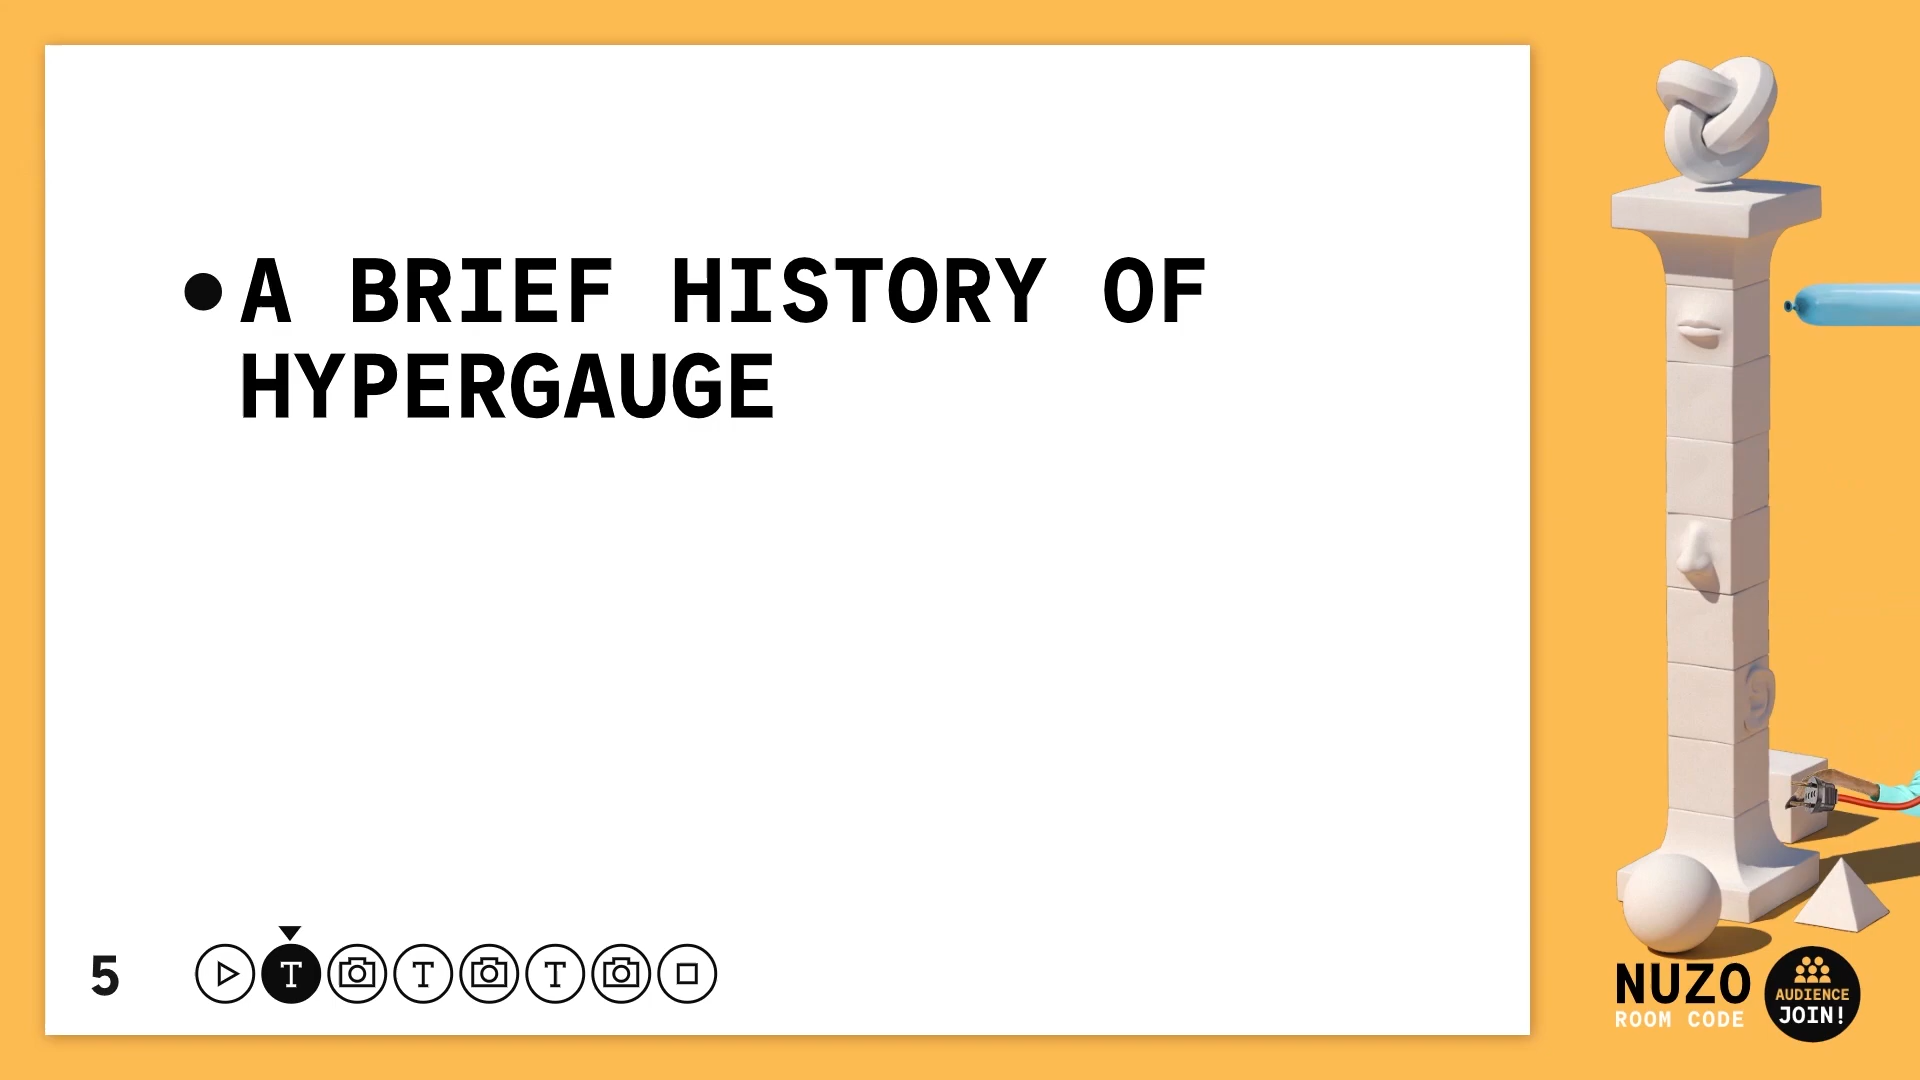 • A BRIEF HISTORY OF
HYPERGAUGE
5
T T T
NUZO
ROOM CODE
AUDIENCE
JOIN!